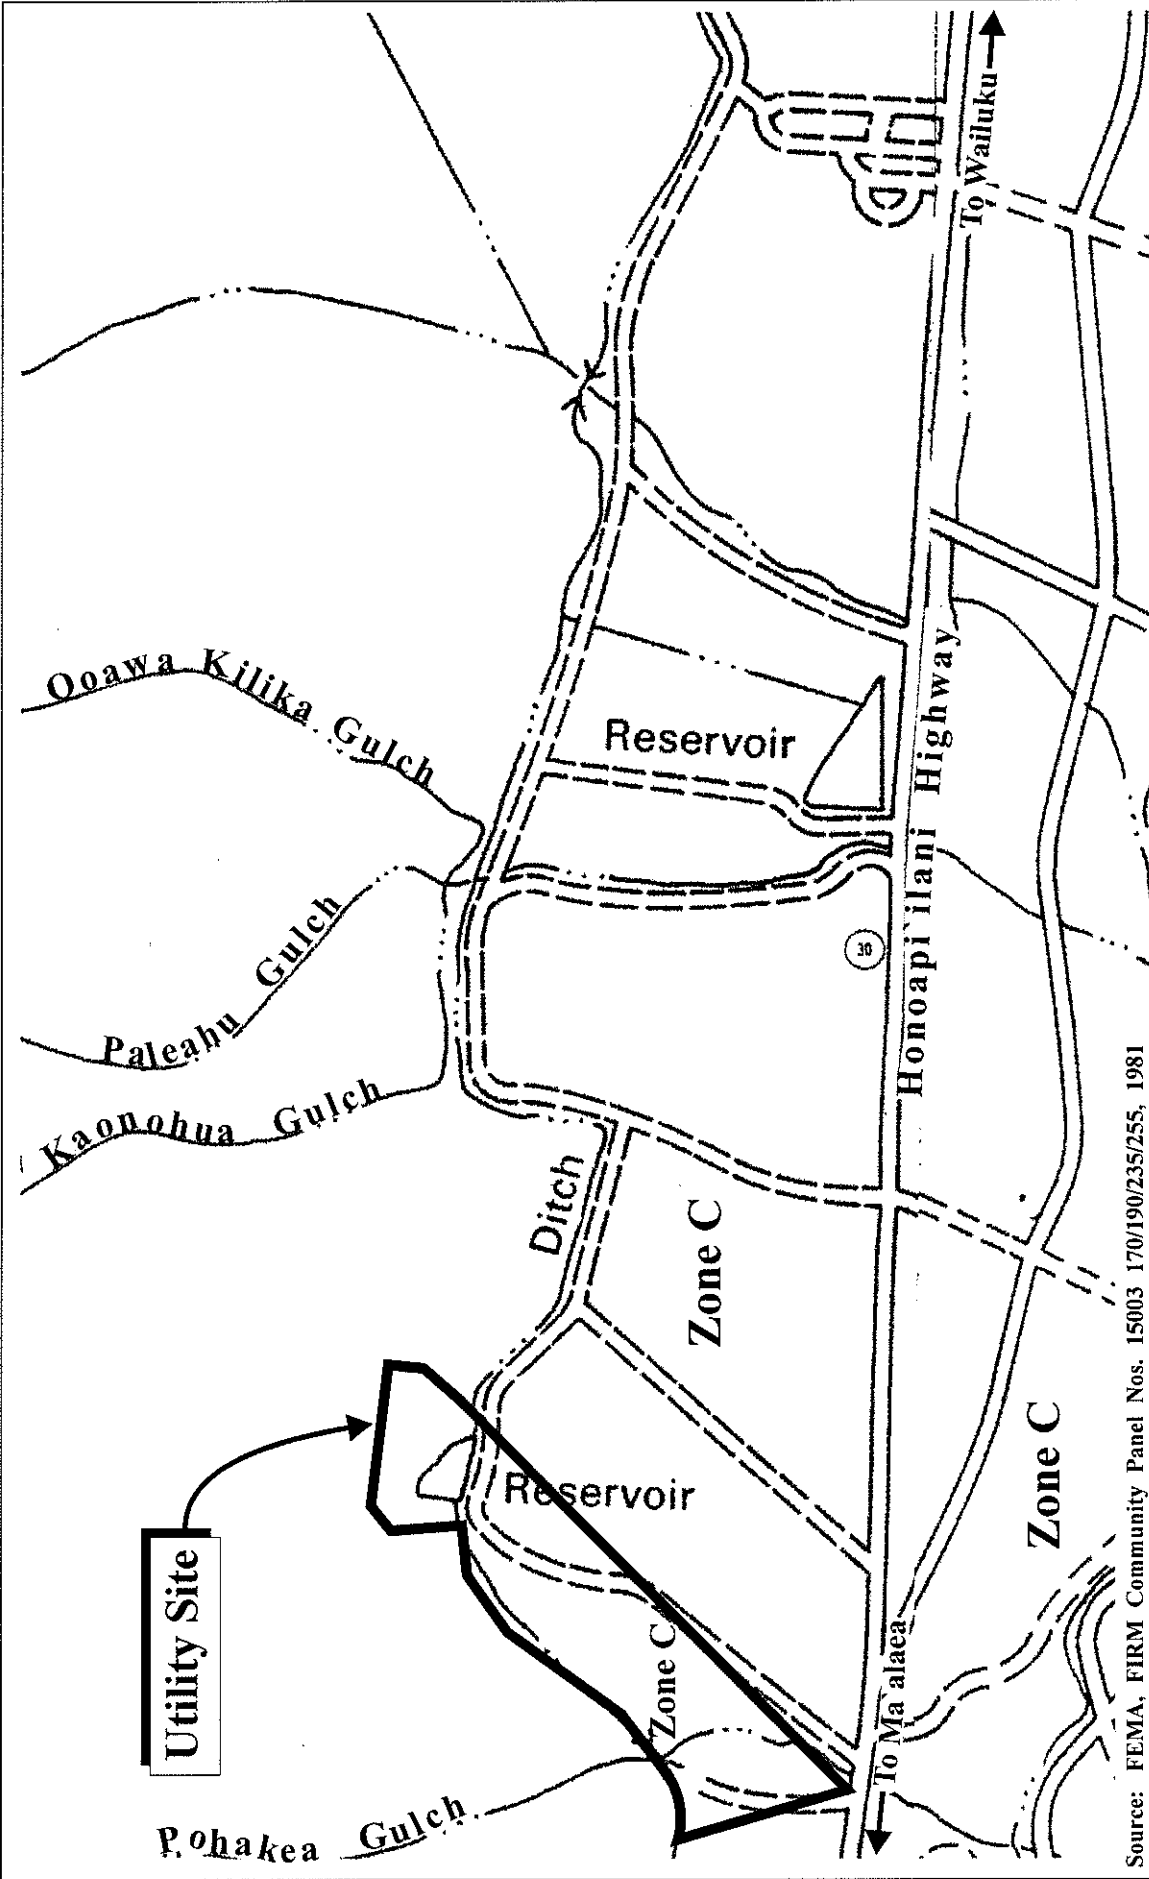 Utility Site
Pohakea Gulch
Kaonohua Gulch
Paleahu Gulch
Ooawa Kilika Gulch
Ditch
Reservoir
Reservoir
Zone C
Zone C
Zone C
30
Honoapi ilani Highway
To Wailuku
To Ma alaea
Source: FEMA, FIRM Community Panel Nos. 15003 170/190/235/255, 1981